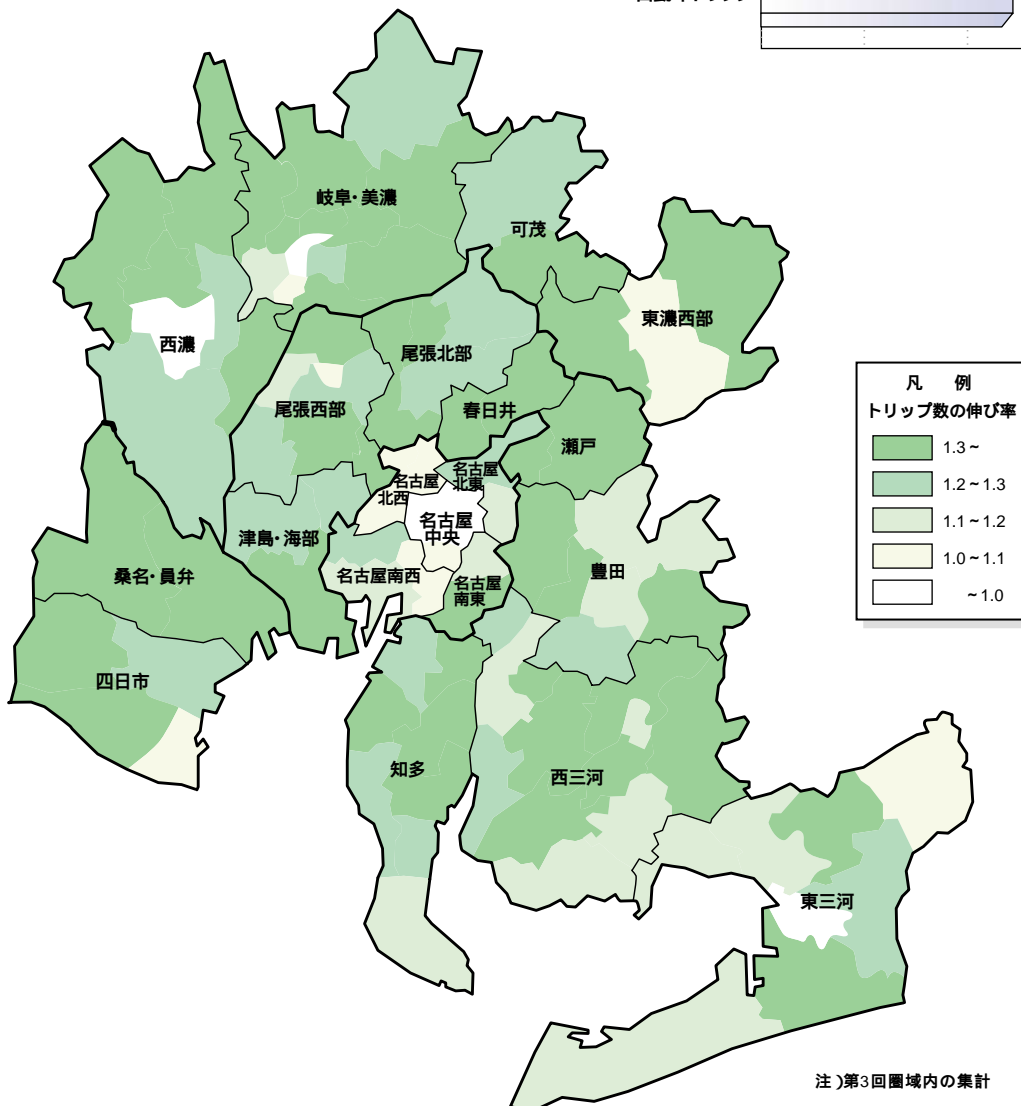 岐阜・美濃
可茂
東濃西部
西濃
尾張北部
尾張西部
春日井
瀬戸
名古屋
北東
名古屋
北西
名古屋
中央
津島・海部
桑名・員弁
名古屋南西
名古屋
南東
豊田
四日市
知多
西三河
東三河
凡 例
トリップ数の伸び率
1.3～
1.2～1.3
1.1～1.2
1.0～1.1
～1.0
注)第3回圏域内の集計